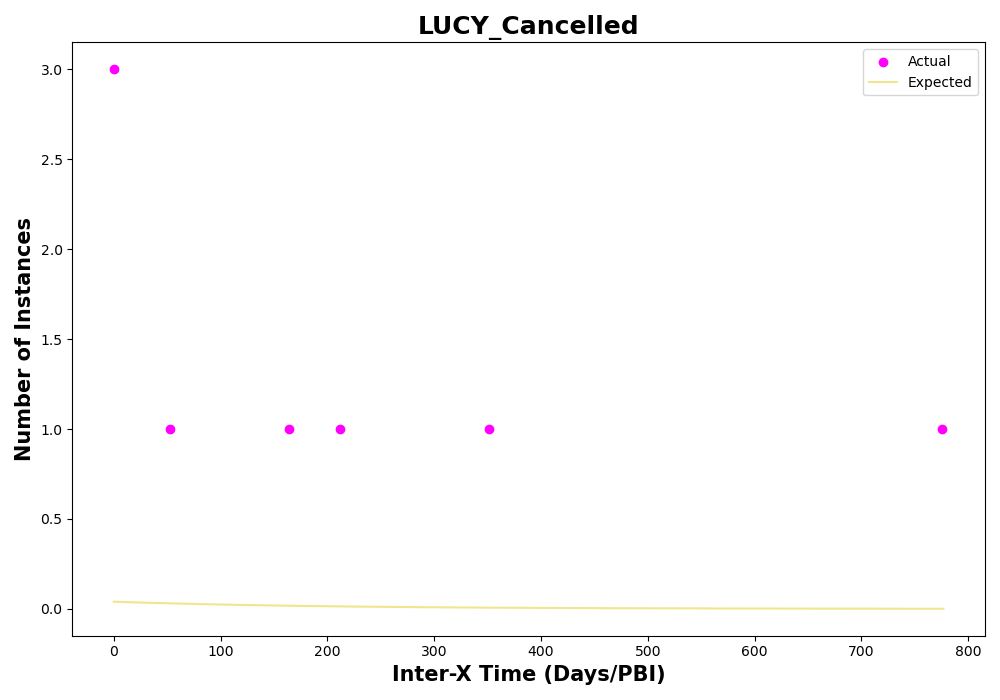 LUCY_Cancelled
Actual
Expected
3.0
2.5
2.0
1.5
1.0
0.5
0.0
Number of Instances
0 100 200 300 400 500 600 700 800
Inter-X Time (Days/PBI)